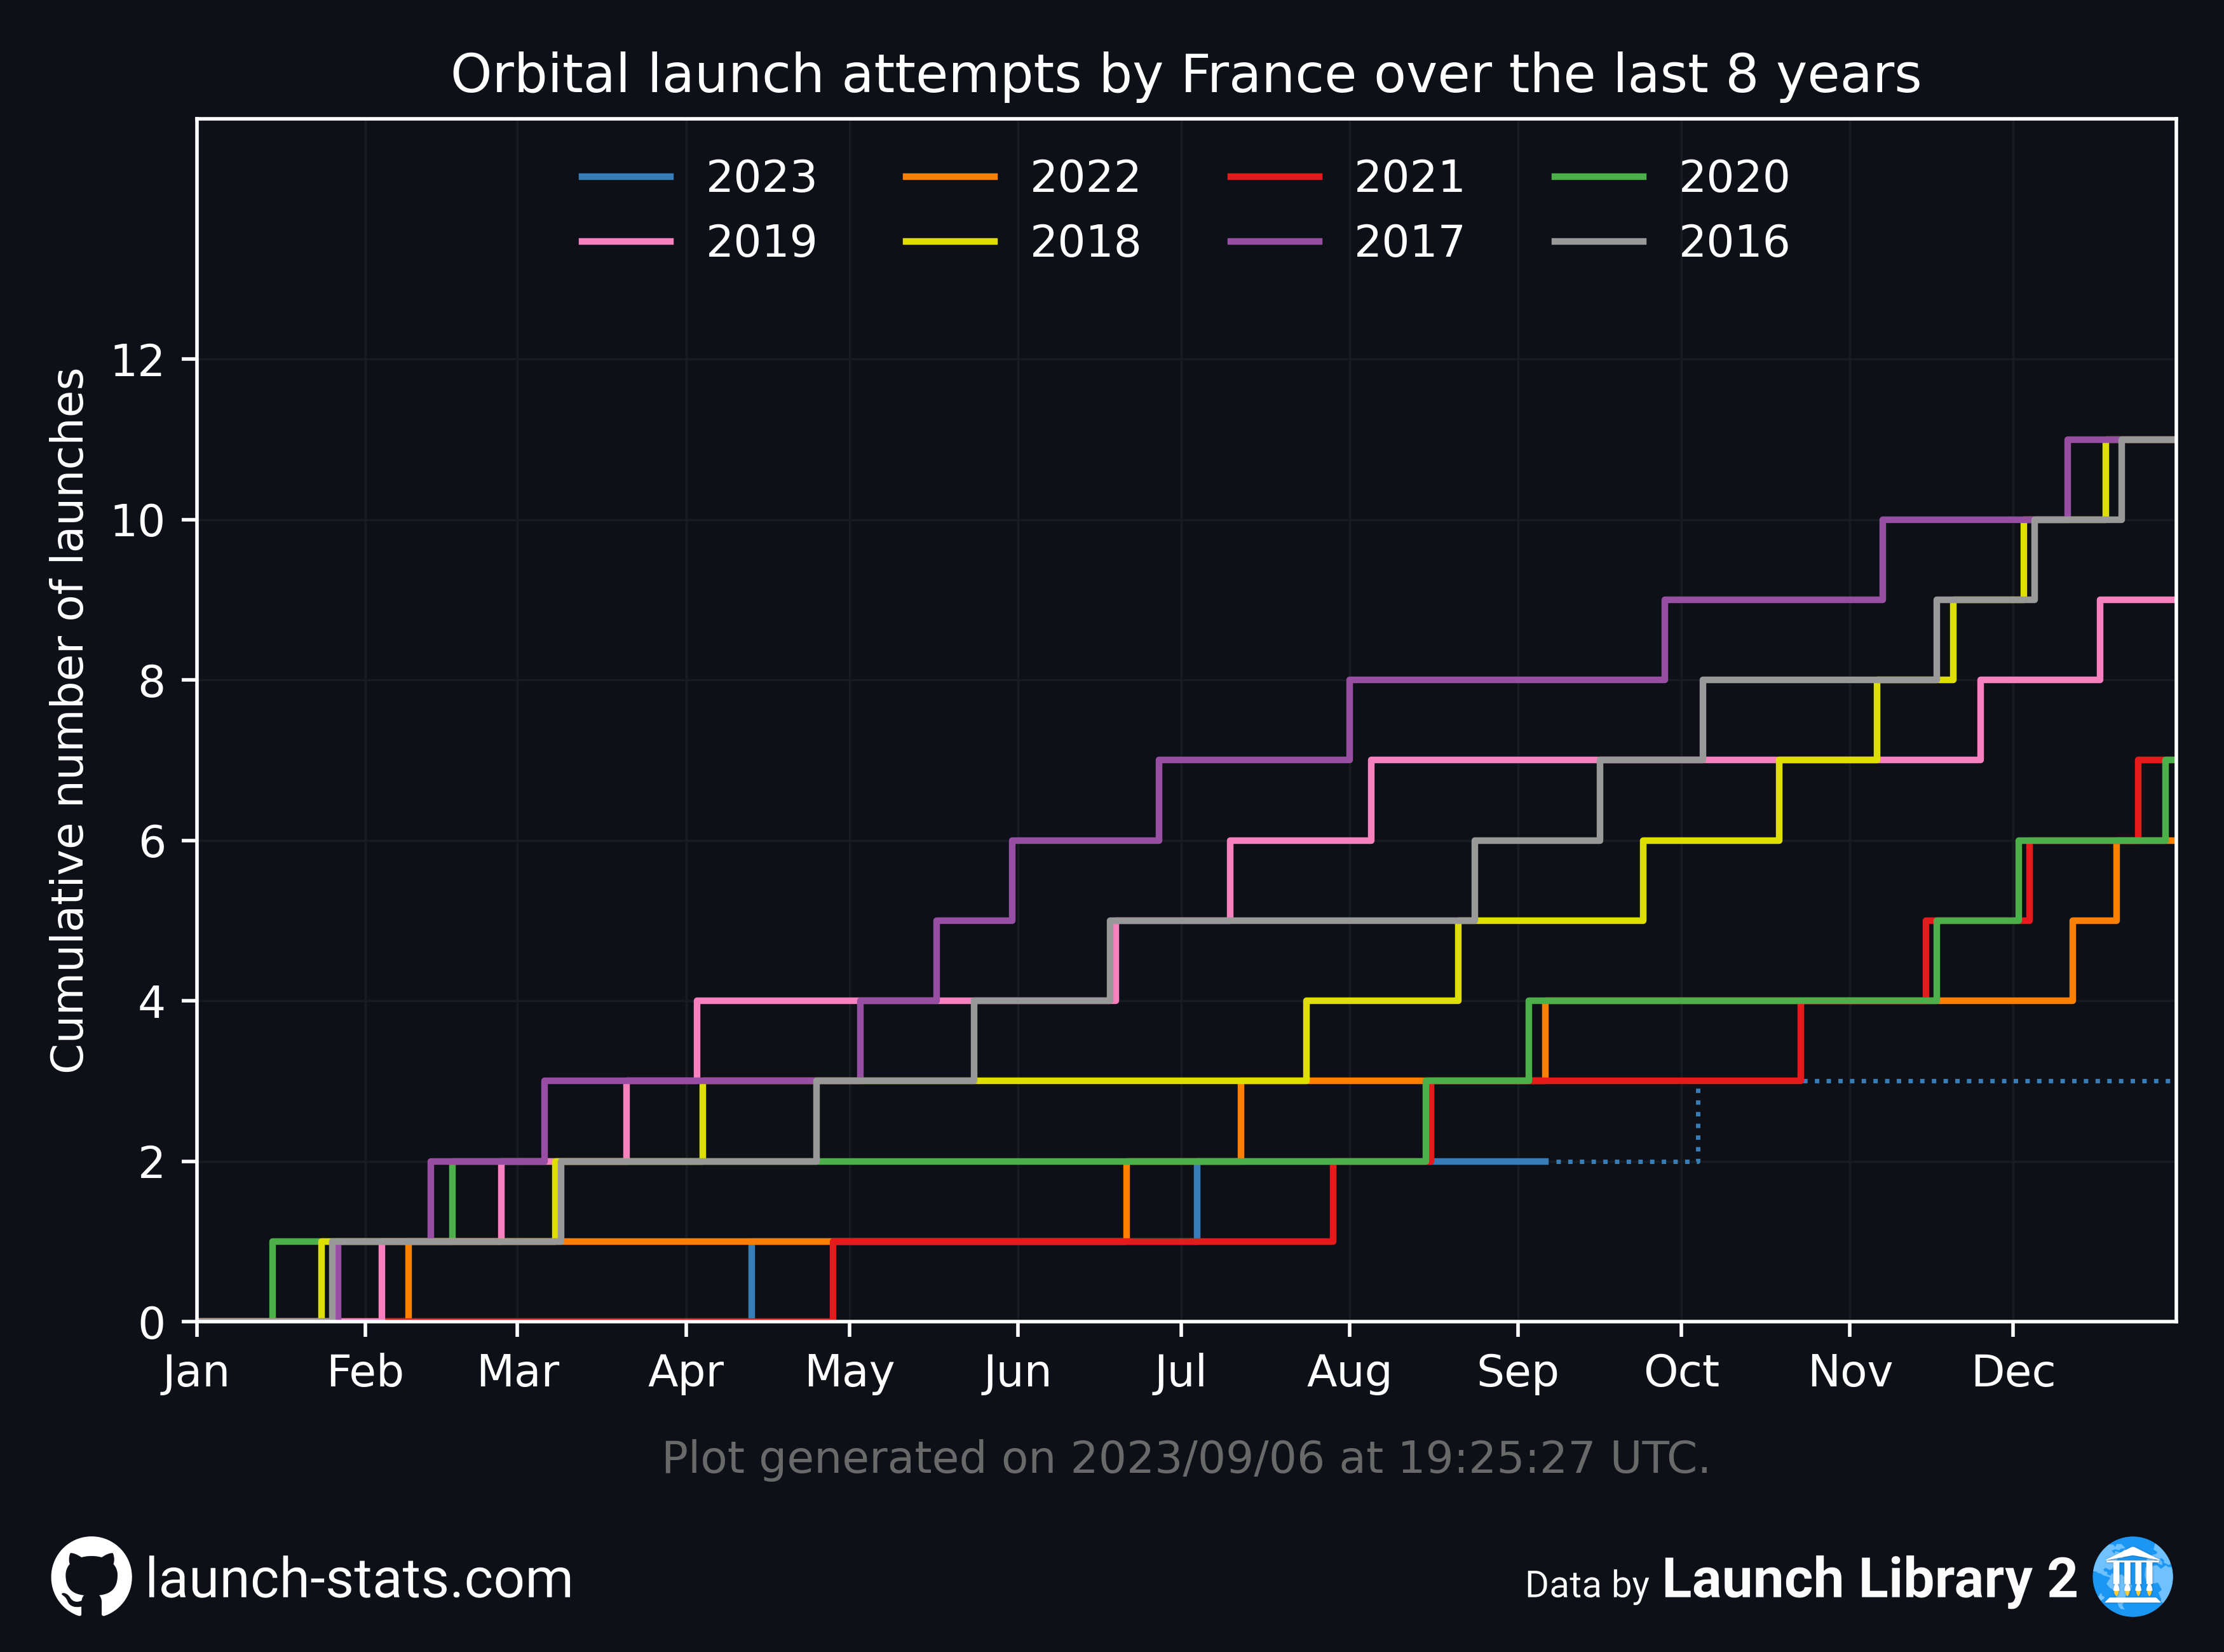 Orbital launch attempts by France over the last 8 years
2023 2022 2021 2020
2019 2018 2017 2016
Cumulative number of launches
12
10
8
6
4
2
0
Jan Feb Mar Apr May Jun Jul Aug Sep Oct Nov Dec
Plot generated on 2023/09/06 at 19:25:27 UTC.
launch-stats.com
Data by Launch Library 2